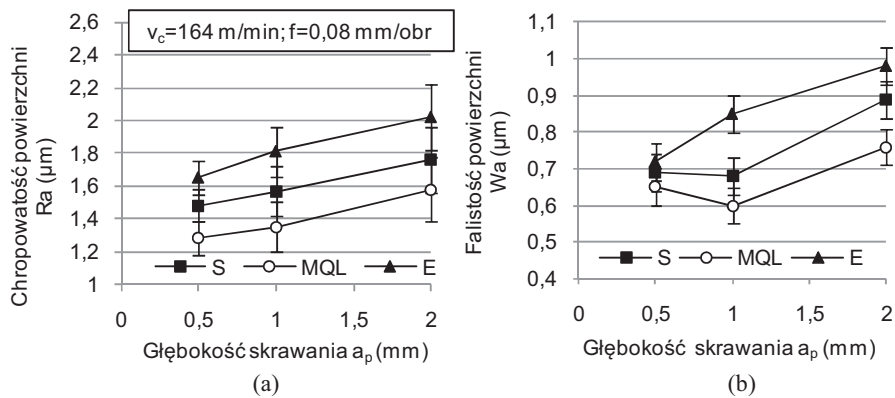 v_c=164 m/min; f=0,08 mm/obr
Chropowatość powierzchni
Ra (μm)
2,6
2,4
2,2
2
1,8
1,6
1,4
1,2
1
S MQL E
0 0,5 1 1,5 2
Głębokość skrawania a_p (mm)
(a)
Falistość powierzchni
Wa (μm)
1,1
1
0,9
0,8
0,7
0,6
0,5
0,4
S MQL E
0 0,5 1 1,5 2
Głębokość skrawania a_p (mm)
(b)